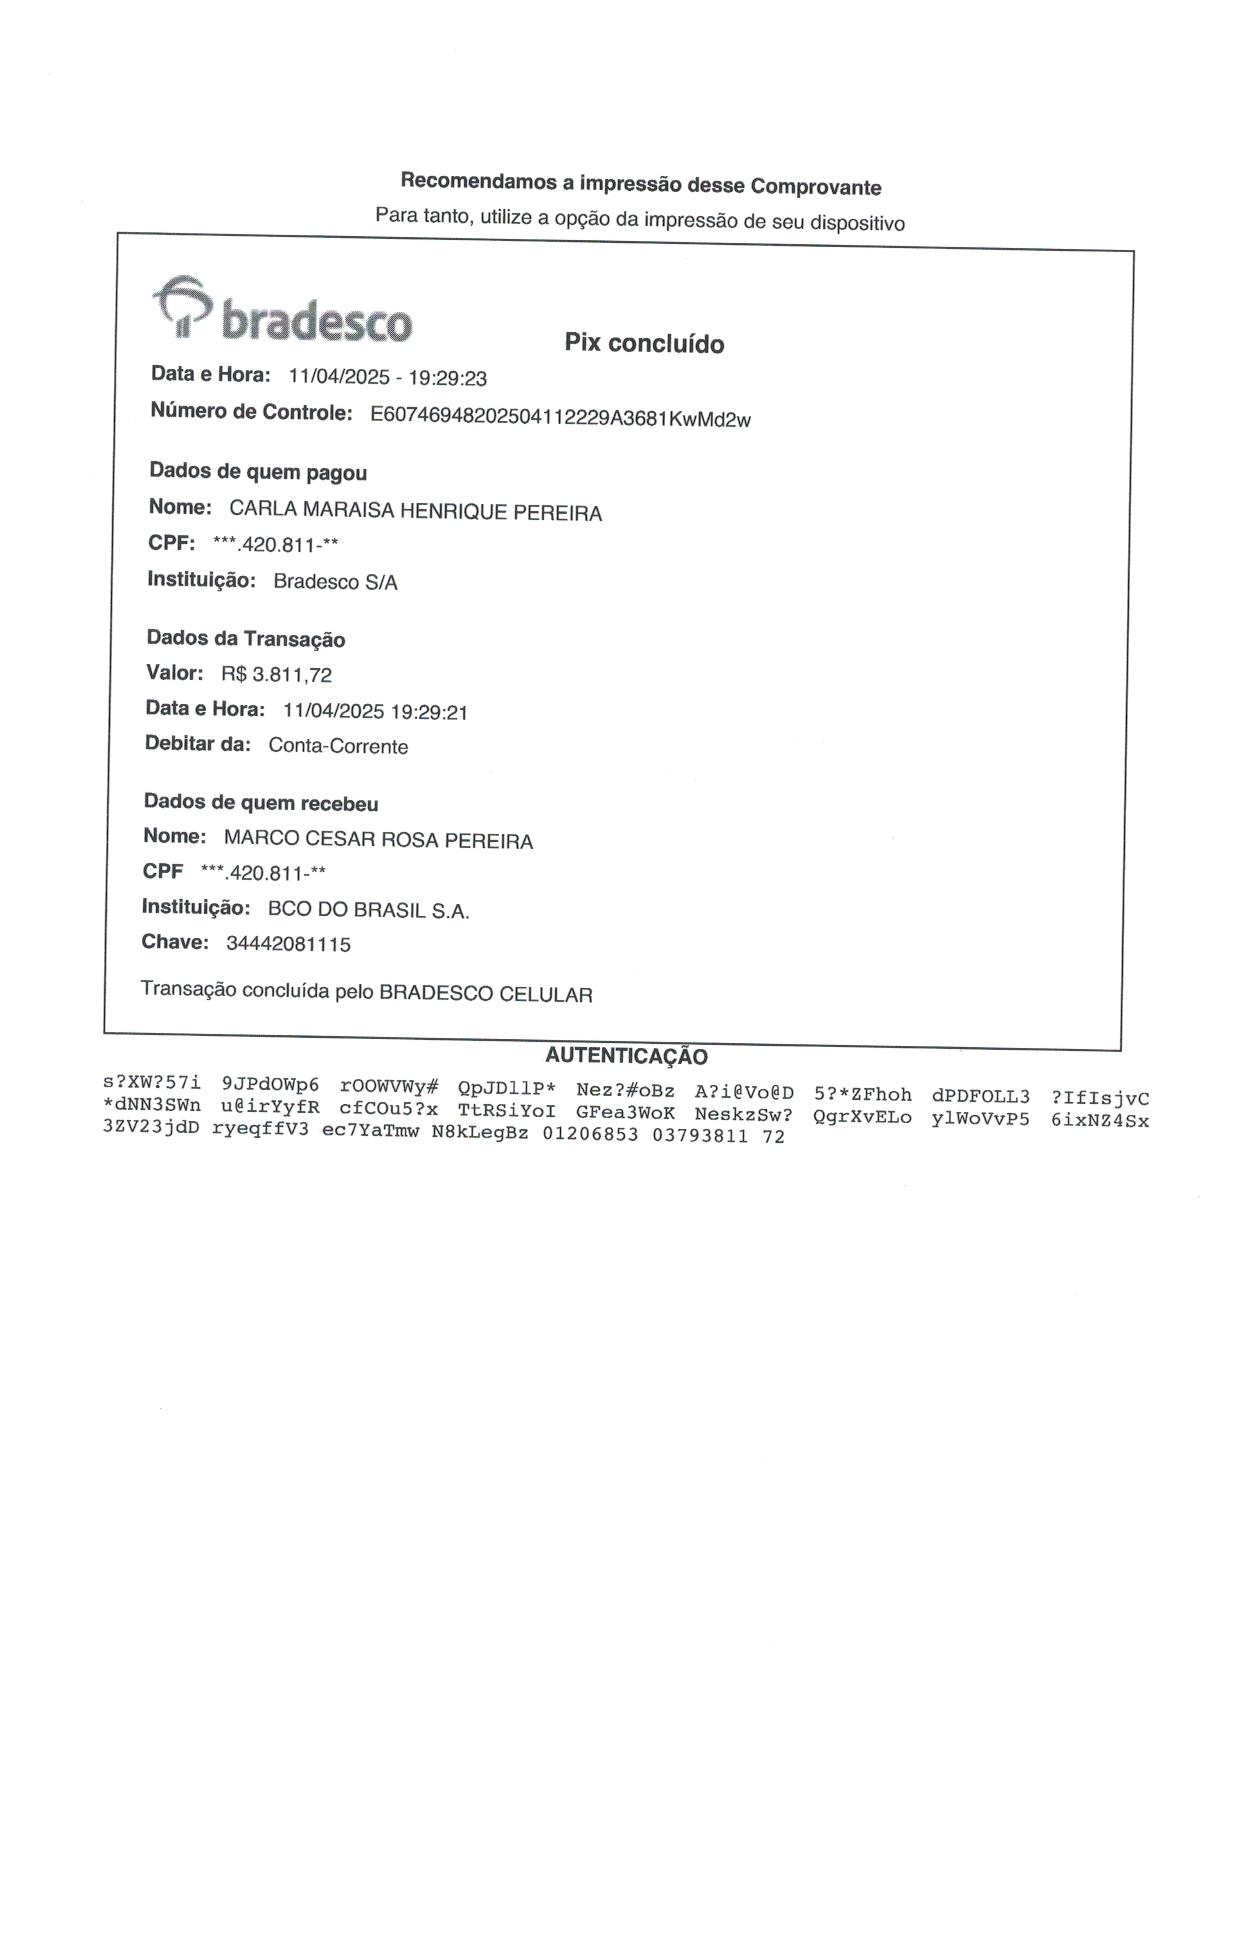 Recomendamos a impressão desse Comprovante
Para tanto, utilize a opção da impressão de seu dispositivo
bradesco
Pix concluído
Data e Hora: 11/04/2025 - 19:29:23
Número de Controle: E60746948202504112229A3681KwMd2w
Dados de quem pagou
Nome: CARLA MARAISA HENRIQUE PEREIRA
CPF: ***.420.811-**
Instituição: Bradesco S/A
Dados da Transação
Valor: R$ 3.811,72
Data e Hora: 11/04/2025 19:29:21
Debitar da: Conta-Corrente
Dados de quem recebeu
Nome: MARCO CESAR ROSA PEREIRA
CPF ***.420.811-**
Instituição: BCO DO BRASIL S.A.
Chave: 34442081115
Transação concluída pelo BRADESCO CELULAR
AUTENTICAÇÃO
s?XW?57i 9JPdOWp6 rOOWVWy# QpJDllP* Nez?#oBz A?i@Vo@D 5?*ZFhoh dPDFOLL3 ?IfIsjvC
*dNN3SWn u@irYyfR cfCOu5?x TtRSiYoI GFea3WoK NeskzSw? QgrXvELo ylWoVvP5 6ixNZ4Sx
3ZV23jdD ryeqffV3 ec7YaTmw N8kLegBz 01206853 03793811 72